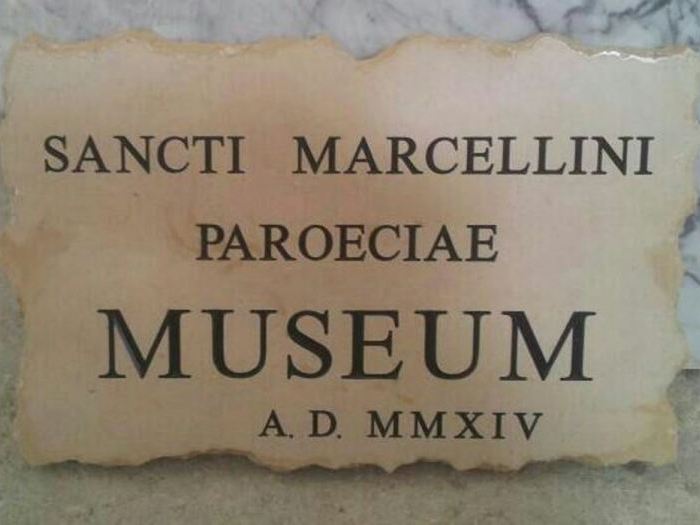 SANCTI MARCELLINI
PAROECIAE
MUSEUM
A. D. MMXIV